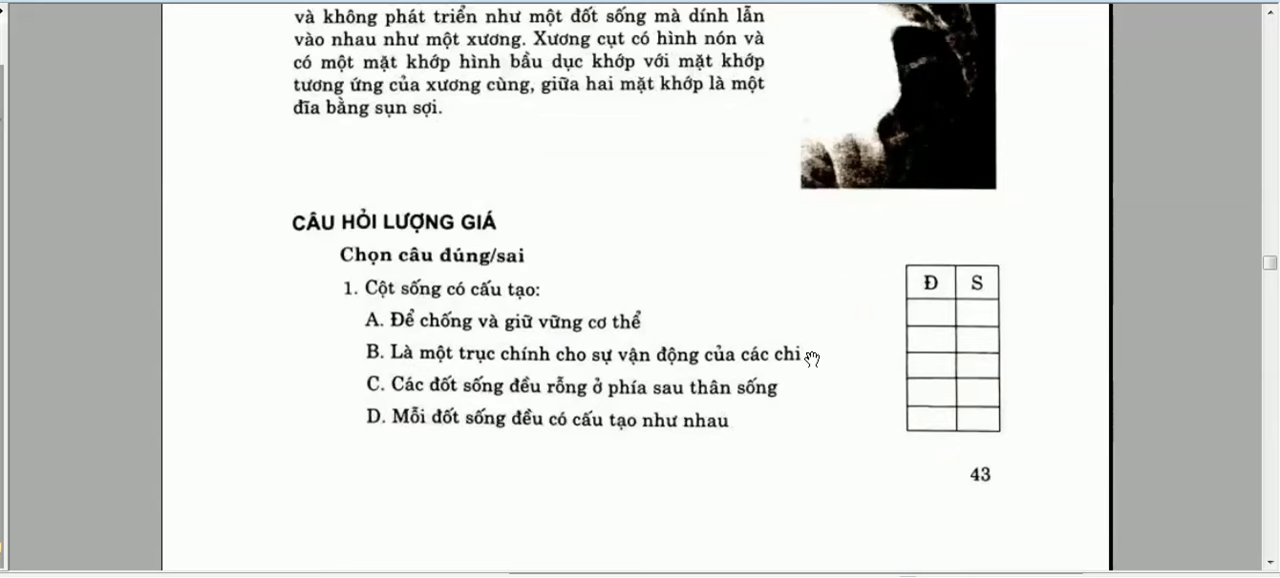 và không phát triển như một đốt sống mà dính lẫn
vào nhau như một xương. Xương cụt có hình nón và
có một mặt khớp hình bầu dục khớp với mặt khớp
tương ứng của xương cùng, giữa hai mặt khớp là một
đĩa bằng sụn sợi.
CÂU HỎI LƯỢNG GIÁ
Chọn câu đúng/sai
1. Cột sống có cấu tạo:
Đ S
A. Để chống và giữ vững cơ thể
B. Là một trục chính cho sự vận động của các chi
C. Các đốt sống đều rỗng ở phía sau thân sống
D. Mỗi đốt sống đều có cấu tạo như nhau
43